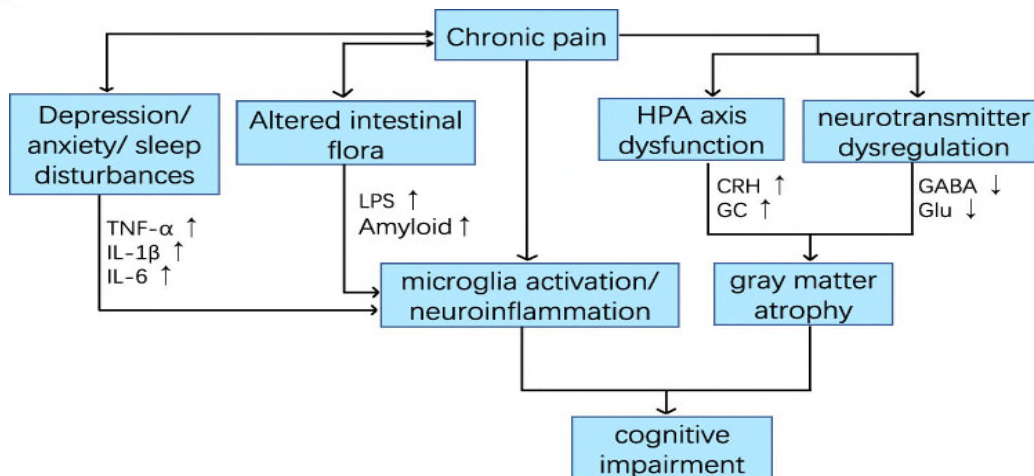 Chronic pain
Depression/
anxiety/ sleep
disturbances
Altered intestinal
flora
HPA axis
dysfunction
neurotransmitter
dysregulation
TNF-α ↑
IL-1β ↑
IL-6 ↑
LPS ↑
Amyloid ↑
CRH ↑
GC ↑
GABA ↓
Glu ↓
microglia activation/
neuroinflammation
gray matter
atrophy
cognitive
impairment